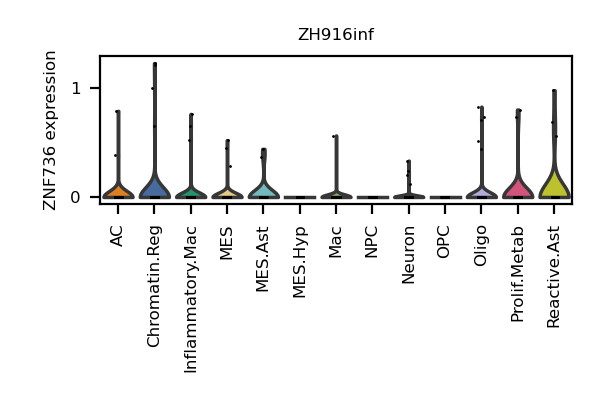 ZH916inf
ZNF736 expression
1
0
AC
Chromatin.Reg
Inflammatory.Mac
MES
MES.Ast
MES.Hyp
Mac
NPC
Neuron
OPC
Oligo
Prolif.Metab
Reactive.Ast